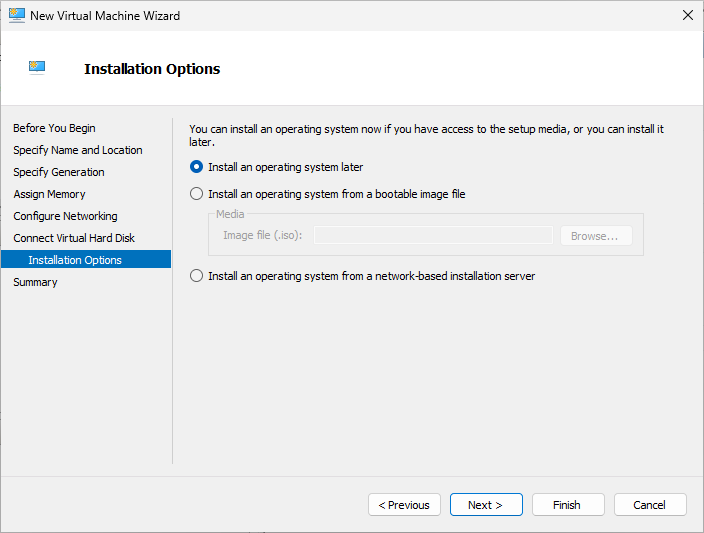 New Virtual Machine Wizard
Installation Options
Before You Begin
Specify Name and Location
Specify Generation
Assign Memory
Configure Networking
Connect Virtual Hard Disk
Installation Options
Summary
You can install an operating system now if you have access to the setup media, or you can install it
later.
Install an operating system later
Install an operating system from a bootable image file
Media
Image file (.iso):
Browse...
Install an operating system from a network-based installation server
< Previous
Next >
Finish
Cancel